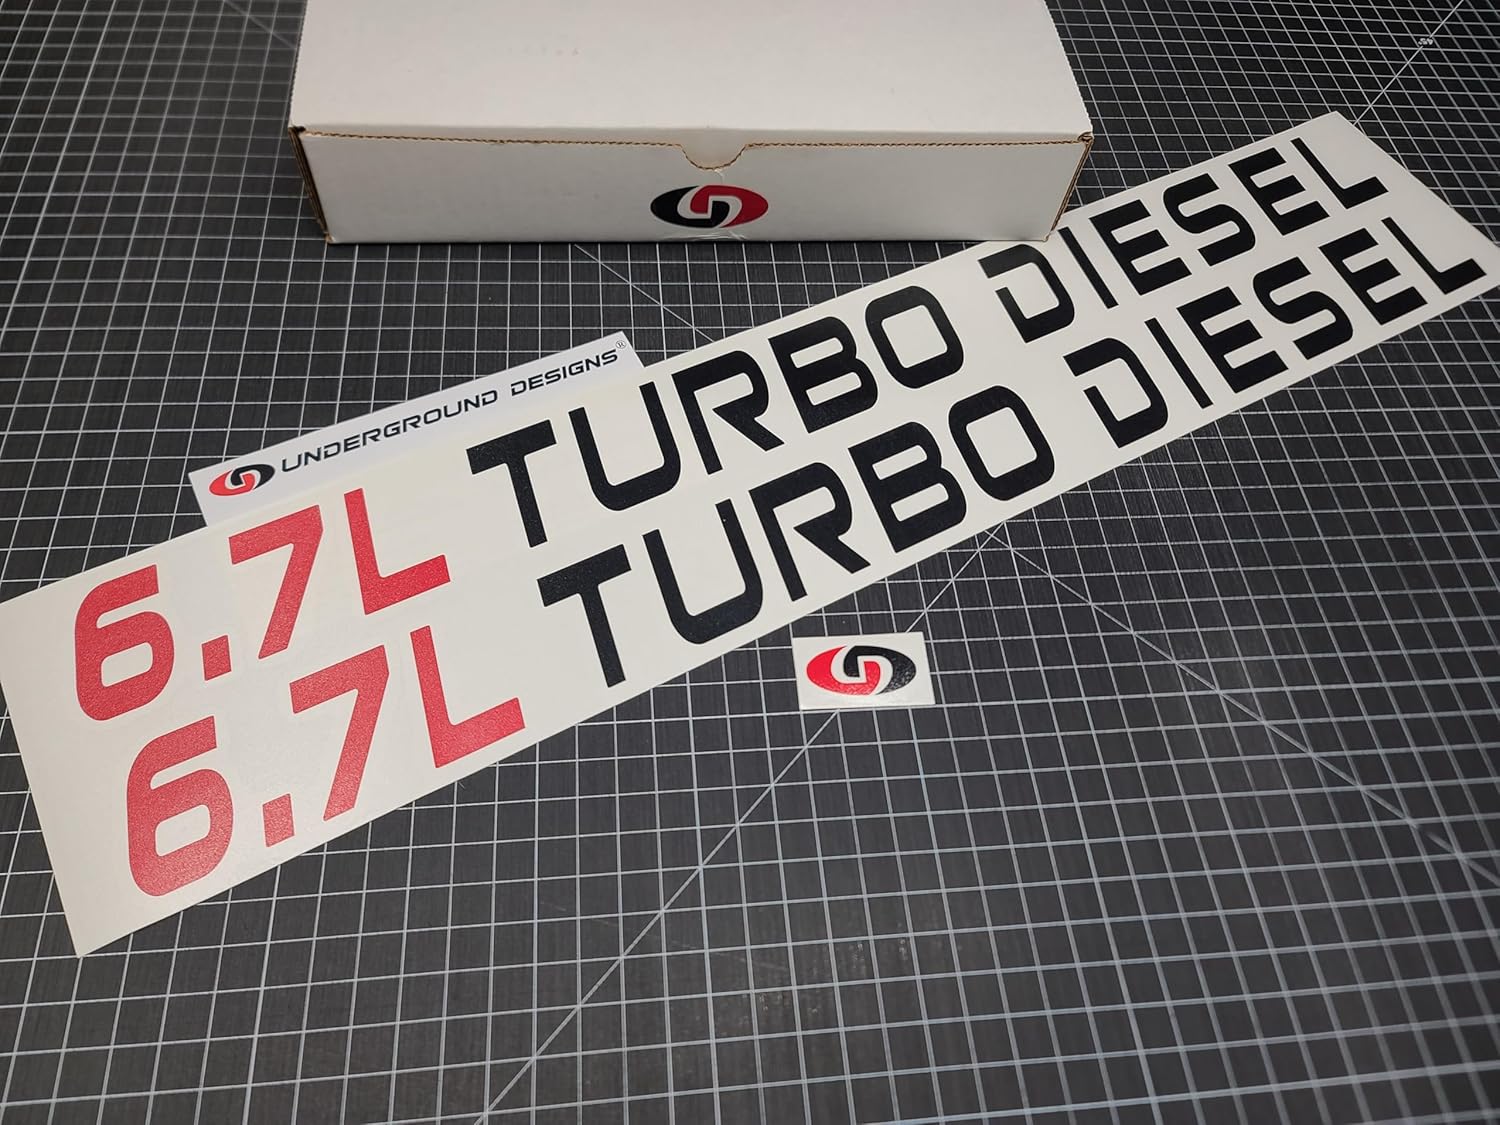 UNDERGROUND DESIGNS®
6.7L TURBO DIESEL
6.7L TURBO DIESEL